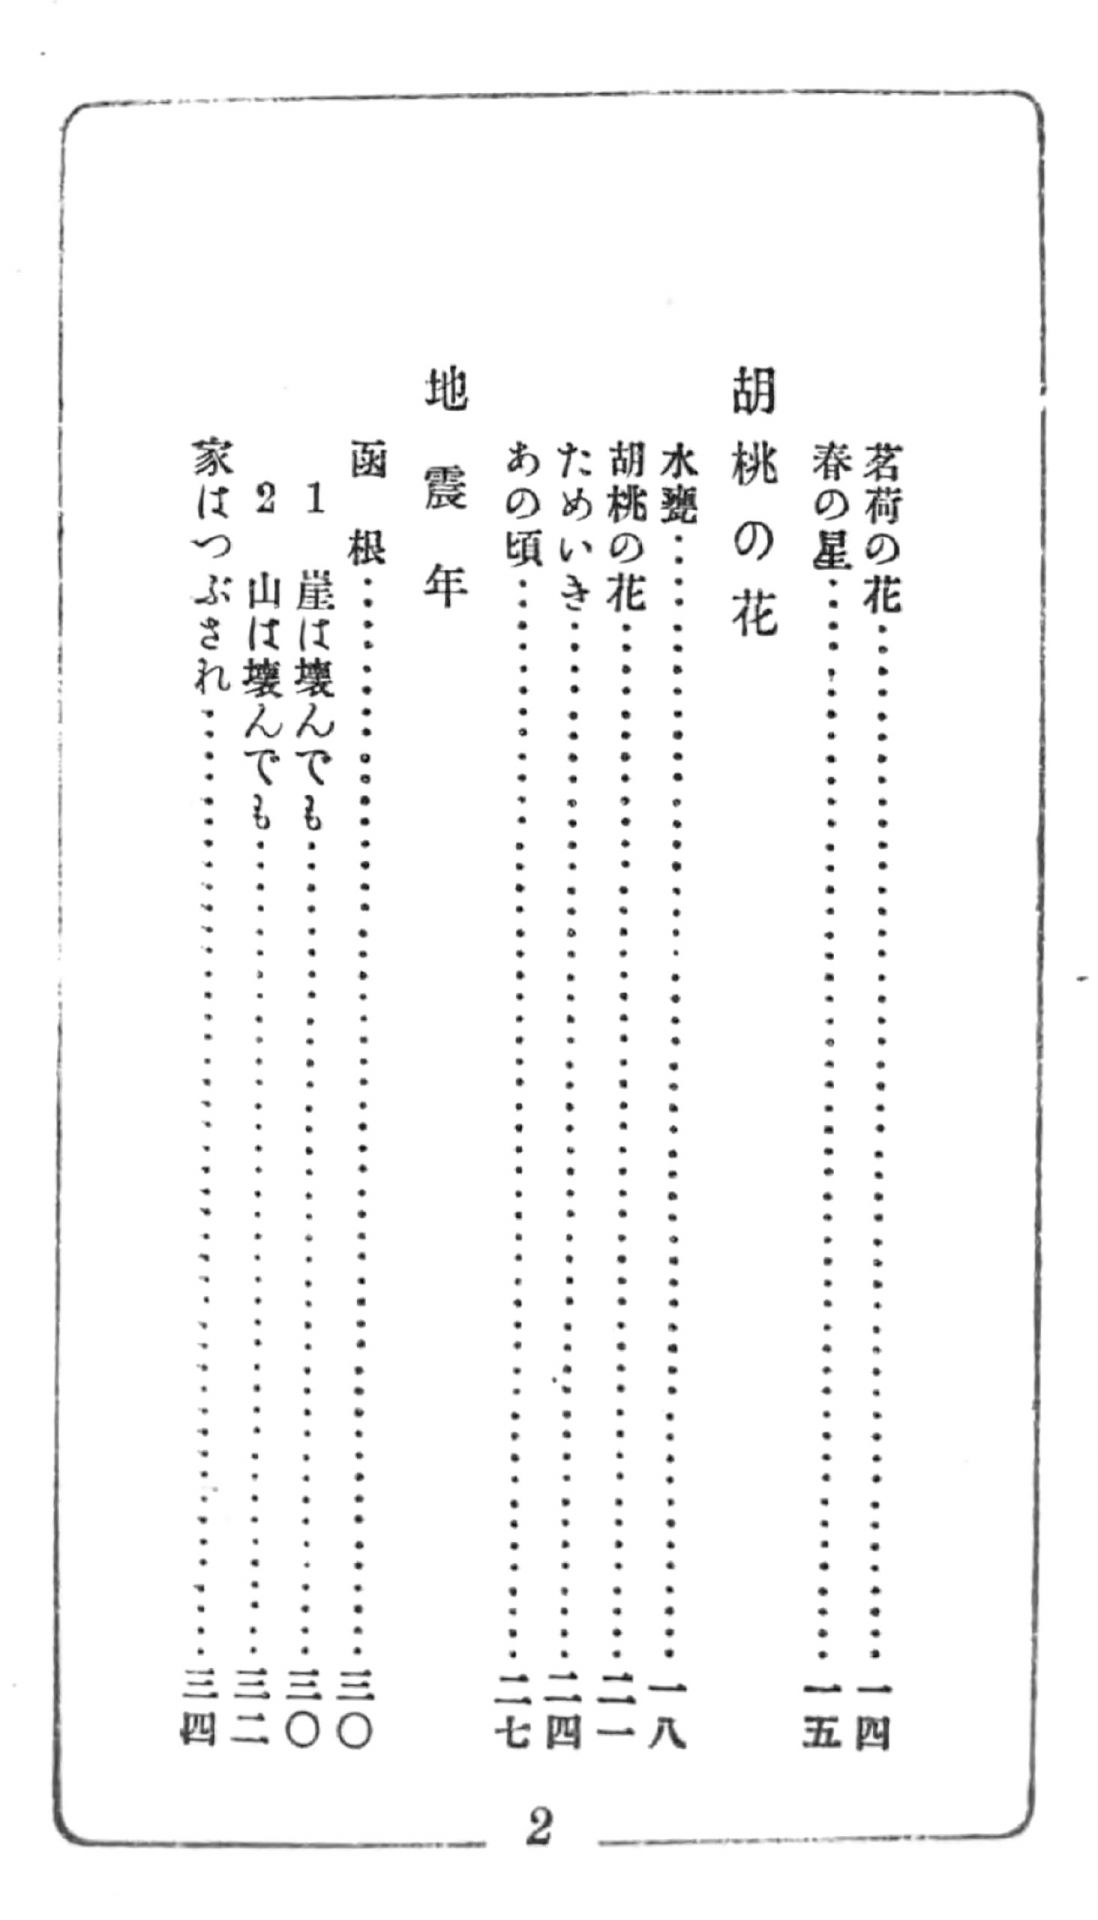 茗荷の花……一四
春の星……一五
胡桃の花
水甕……一八
胡桃の花……二一
ためいき……二四
あの頃……二七
地震年
函根……三〇
1 崖は壊んでも……三〇
2 山は壊んでも……三二
家はつぶされ……三四
2